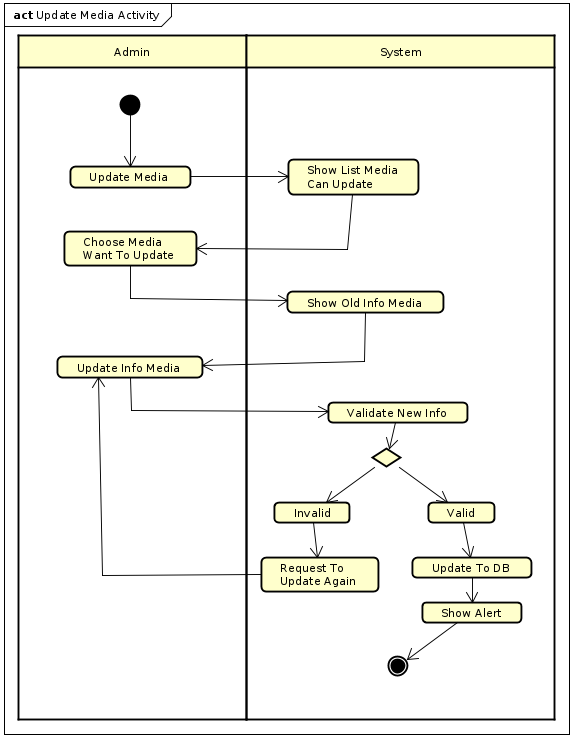 act Update Media Activity
Admin
System
Update Media
Show List Media
Can Update
Choose Media
Want To Update
Show Old Info Media
Update Info Media
Validate New Info
Invalid
Valid
Request To
Update Again
Update To DB
Show Alert